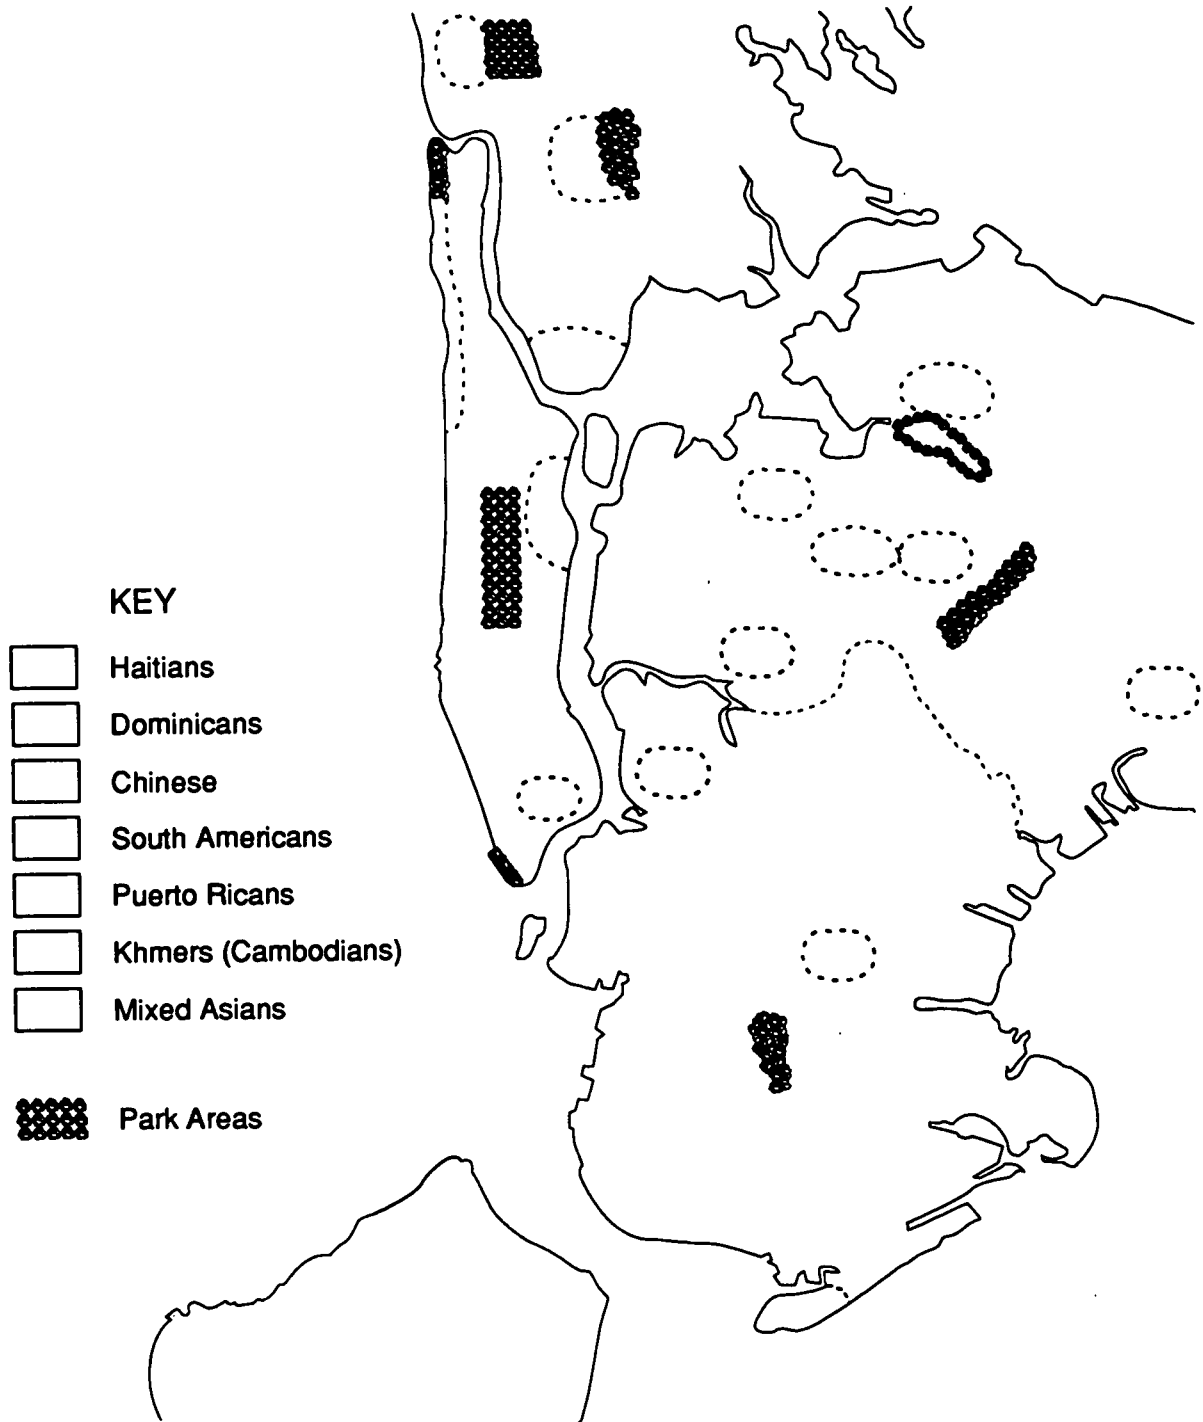 KEY
Haitians
Dominicans
Chinese
South Americans
Puerto Ricans
Khmers (Cambodians)
Mixed Asians
Park Areas